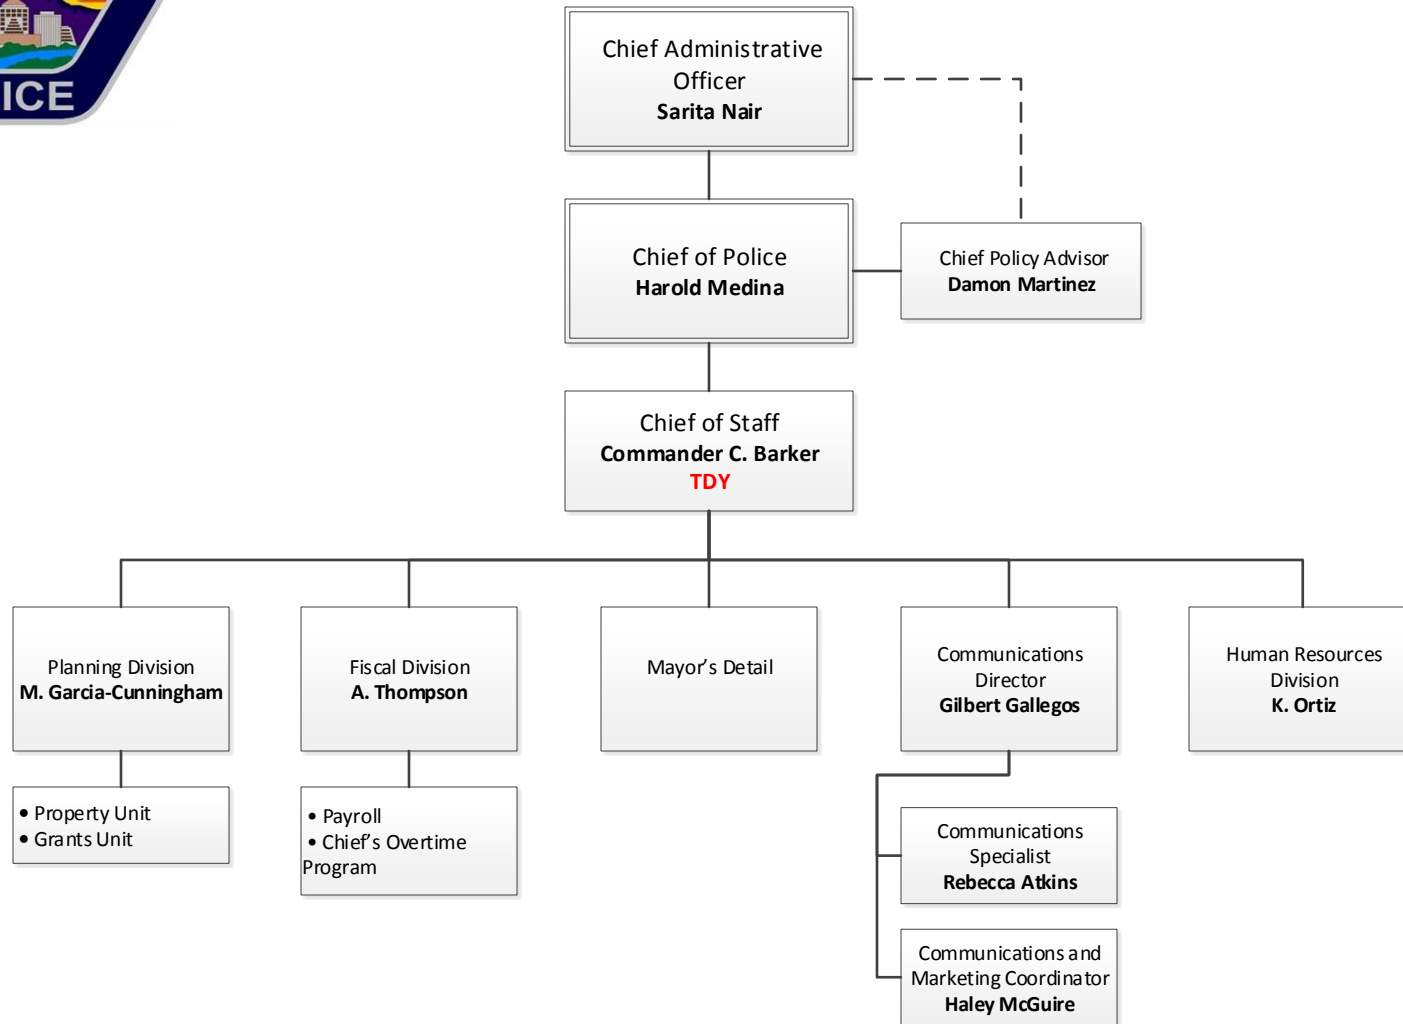 ICE
Chief Administrative
Officer
Sarita Nair
Chief of Police
Harold Medina
Chief Policy Advisor
Damon Martinez
Chief of Staff
Commander C. Barker
TDY
Planning Division
M. Garcia-Cunningham
Fiscal Division
A. Thompson
Mayor’s Detail
Communications
Director
Gilbert Gallegos
Human Resources
Division
K. Ortiz
• Property Unit
• Grants Unit
• Payroll
• Chief’s Overtime
Program
Communications
Specialist
Rebecca Atkins
Communications and
Marketing Coordinator
Haley McGuire